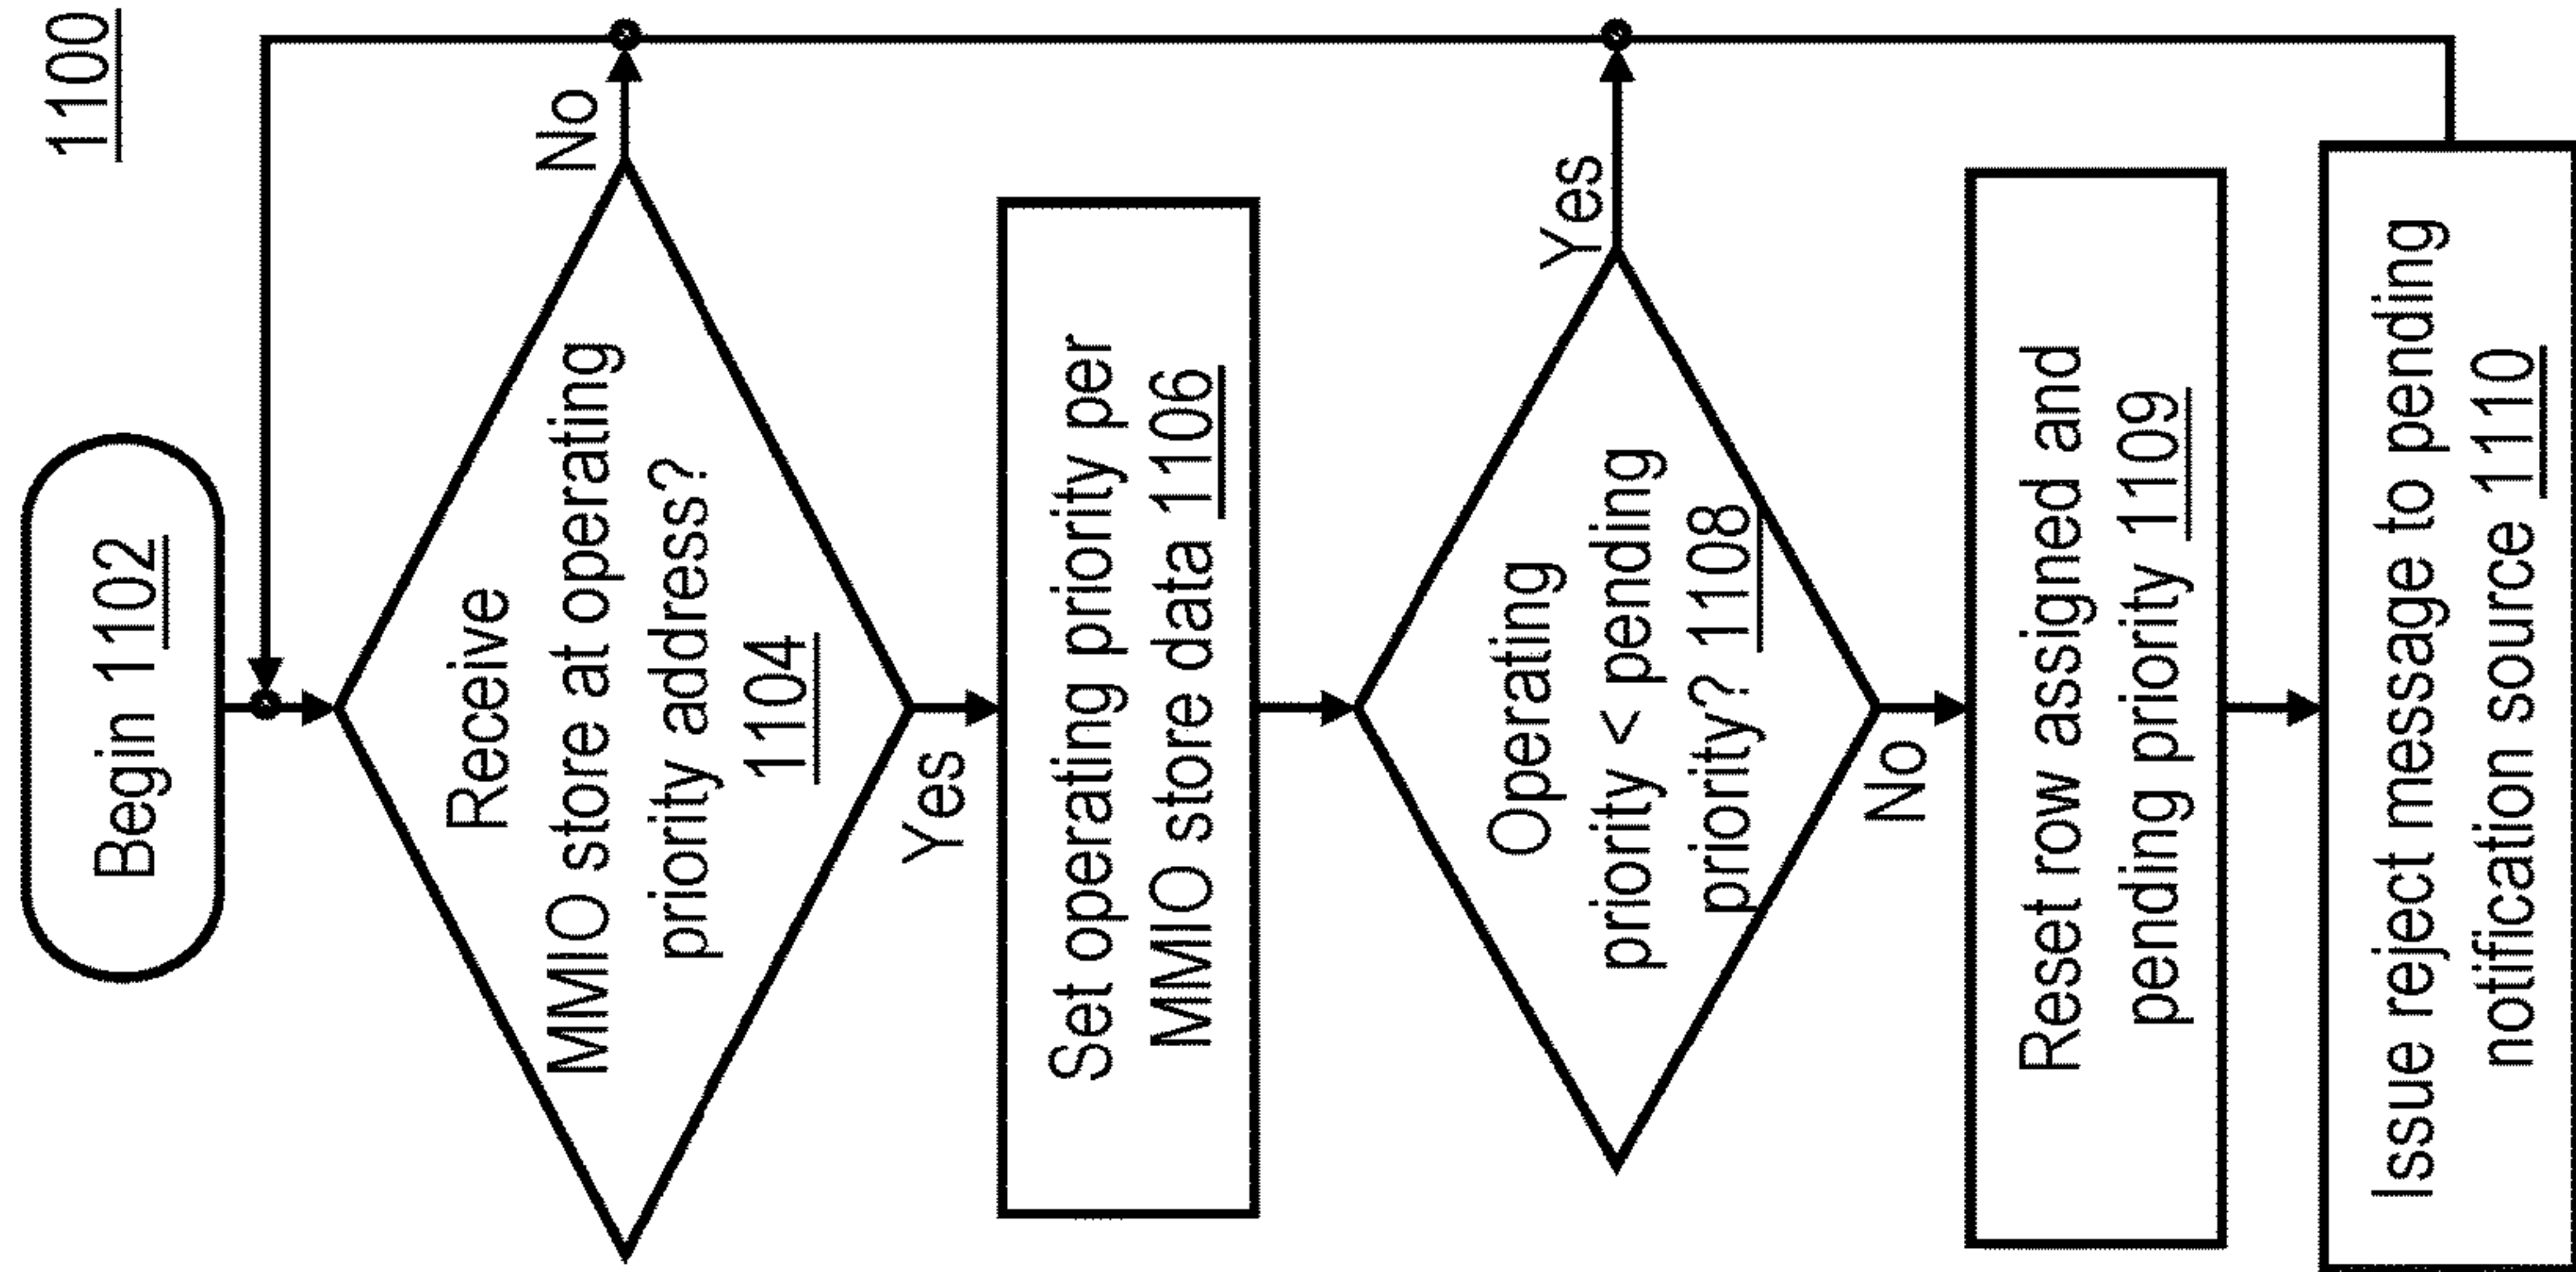 1100
Begin 1102
Receive
MMIO store at operating
priority address?
1104
No
Yes
Set operating priority per
MMIO store data 1106
Operating
priority < pending
priority? 1108
Yes
No
Reset row assigned and
pending priority 1109
Issue reject message to pending
notification source 1110